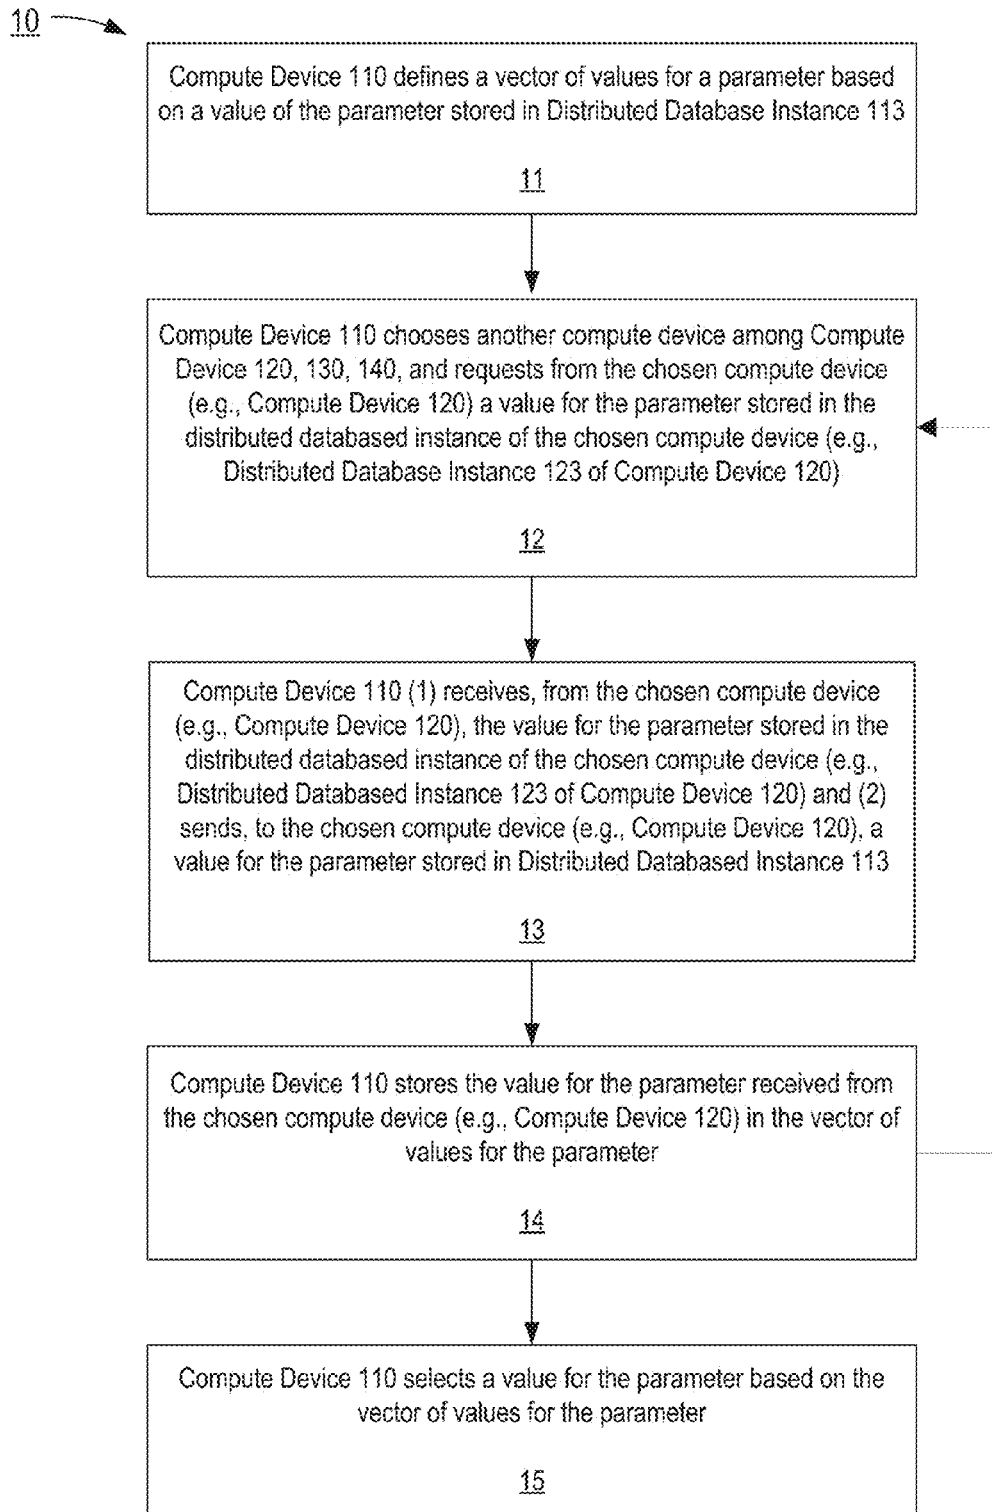 10
Compute Device 110 defines a vector of values for a parameter based
on a value of the parameter stored in Distributed Database Instance 113
11
Compute Device 110 chooses another compute device among Compute
Device 120, 130, 140, and requests from the chosen compute device
(e.g., Compute Device 120) a value for the parameter stored in the
distributed databased instance of the chosen compute device (e.g.,
Distributed Database Instance 123 of Compute Device 120)
12
Compute Device 110 (1) receives, from the chosen compute device
(e.g., Compute Device 120), the value for the parameter stored in the
distributed databased instance of the chosen compute device (e.g.,
Distributed Databased Instance 123 of Compute Device 120) and (2)
sends, to the chosen compute device (e.g., Compute Device 120), a
value for the parameter stored in Distributed Databased Instance 113
13
Compute Device 110 stores the value for the parameter received from
the chosen compute device (e.g., Compute Device 120) in the vector of
values for the parameter
14
Compute Device 110 selects a value for the parameter based on the
vector of values for the parameter
15